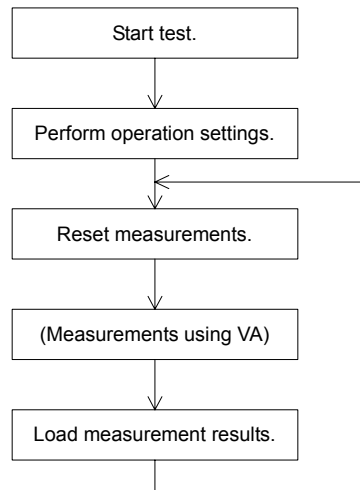 Start test.
Perform operation settings.
Reset measurements.
(Measurements using VA)
Load measurement results.